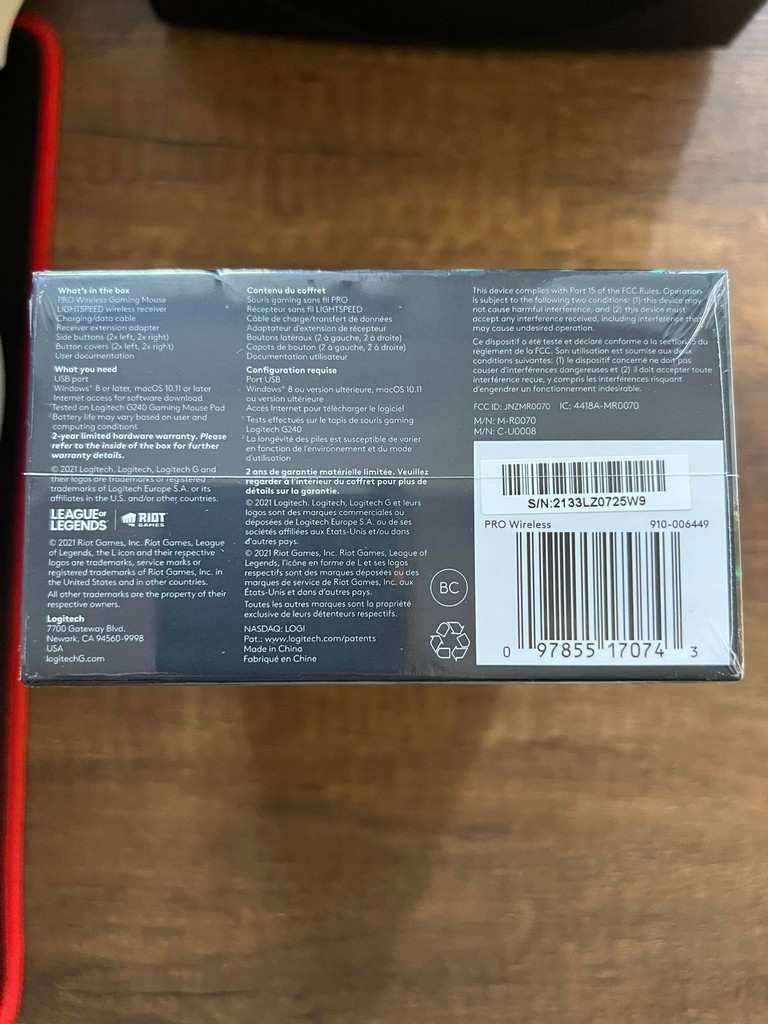 What's in the box
PRO Wireless Gaming Mouse
LIGHTSPEED wireless receiver
Charging/data cable
Receiver extension adapter
Side buttons (2x left, 2x right)
Button covers (2x left, 2x right)
User documentation
What you need
USB port
Windows® 8 or later, macOS 10.11 or later
Internet access for software download
¹Tested on Logitech G240 Gaming Mouse Pad
²Battery life may vary based on user and
computing conditions
2-year limited hardware warranty. Please
refer to the inside of the box for further
warranty details.
© 2021 Logitech. Logitech, Logitech G and
their logos are trademarks or registered
trademarks of Logitech Europe S.A. or its
affiliates in the U.S. and/or other countries.
LEAGUE OF
LEGENDS
RIOT
GAMES
© 2021 Riot Games, Inc. Riot Games, League
of Legends, the L icon and their respective
logos are trademarks, service marks or
registered trademarks of Riot Games, Inc. in
the United States and in other countries.
All other trademarks are the property of their
respective owners.
Logitech
7700 Gateway Blvd.
Newark, CA 94560-9998
USA
logitechG.com
Contenu du coffret
Souris gaming sans fil PRO
Récepteur sans fil LIGHTSPEED
Câble de charge/transfert de données
Adaptateur d'extension de récepteur
Boutons latéraux (2 à gauche, 2 à droite)
Capots de bouton (2 à gauche, 2 à droite)
Documentation utilisateur
Configuration requise
Port USB
Windows® 8 ou version ultérieure, macOS 10.11
ou version ultérieure
Accès Internet pour télécharger le logiciel
¹ Tests effectués sur le tapis de souris gaming
Logitech G240
² La longévité des piles est susceptible de varier
en fonction de l'environnement et du mode
d'utilisation
2 ans de garantie matérielle limitée. Veuillez
regarder à l'intérieur du coffret pour plus de
détails sur la garantie.
© 2021 Logitech. Logitech, Logitech G et leurs
logos sont des marques commerciales ou
déposées de Logitech Europe S.A. ou de ses
sociétés affiliées aux États-Unis et/ou dans
d'autres pays.
© 2021 Riot Games, Inc. Riot Games, League of
Legends, l'icône en forme de L et ses logos
respectifs sont des marques déposées ou des
marques de service de Riot Games, Inc. aux
États-Unis et dans d'autres pays.
Toutes les autres marques sont la propriété
exclusive de leurs détenteurs respectifs.
NASDAQ: LOGI
Pat.: www.logitech.com/patents
Made in China
Fabriqué en Chine
BC
This device complies with Part 15 of the FCC Rules. Operation
is subject to the following two conditions: (1) this device may
not cause harmful interference, and (2) this device must
accept any interference received, including interference that
may cause undesired operation.
Ce dispositif a été testé et déclaré conforme à la section 15 du
règlement de la FCC. Son utilisation est soumise aux deux
conditions suivantes: (1) le dispositif concerné ne doit pas
causer d'interférences dangereuses et (2) il doit accepter toute
interférence reçue, y compris les interférences risquant
d'engendrer un fonctionnement indésirable.
FCC ID: JNZMR0070 IC: 4418A-MR0070
M/N: M-R0070
M/N: C-U0008
S/N:2133LZ0725W9
PRO Wireless 910-006449
0 97855 17074 3